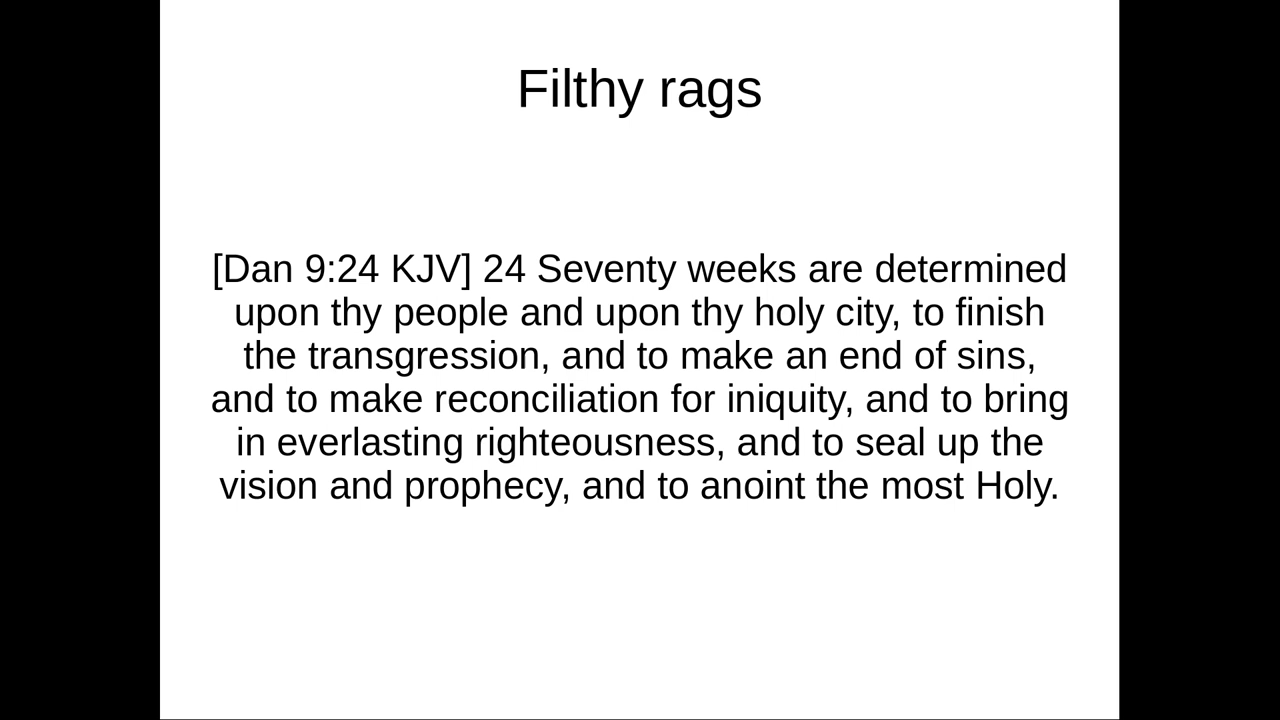 Filthy rags
[Dan 9:24 KJV] 24 Seventy weeks are determined
upon thy people and upon thy holy city, to finish
the transgression, and to make an end of sins,
and to make reconciliation for iniquity, and to bring
in everlasting righteousness, and to seal up the
vision and prophecy, and to anoint the most Holy.